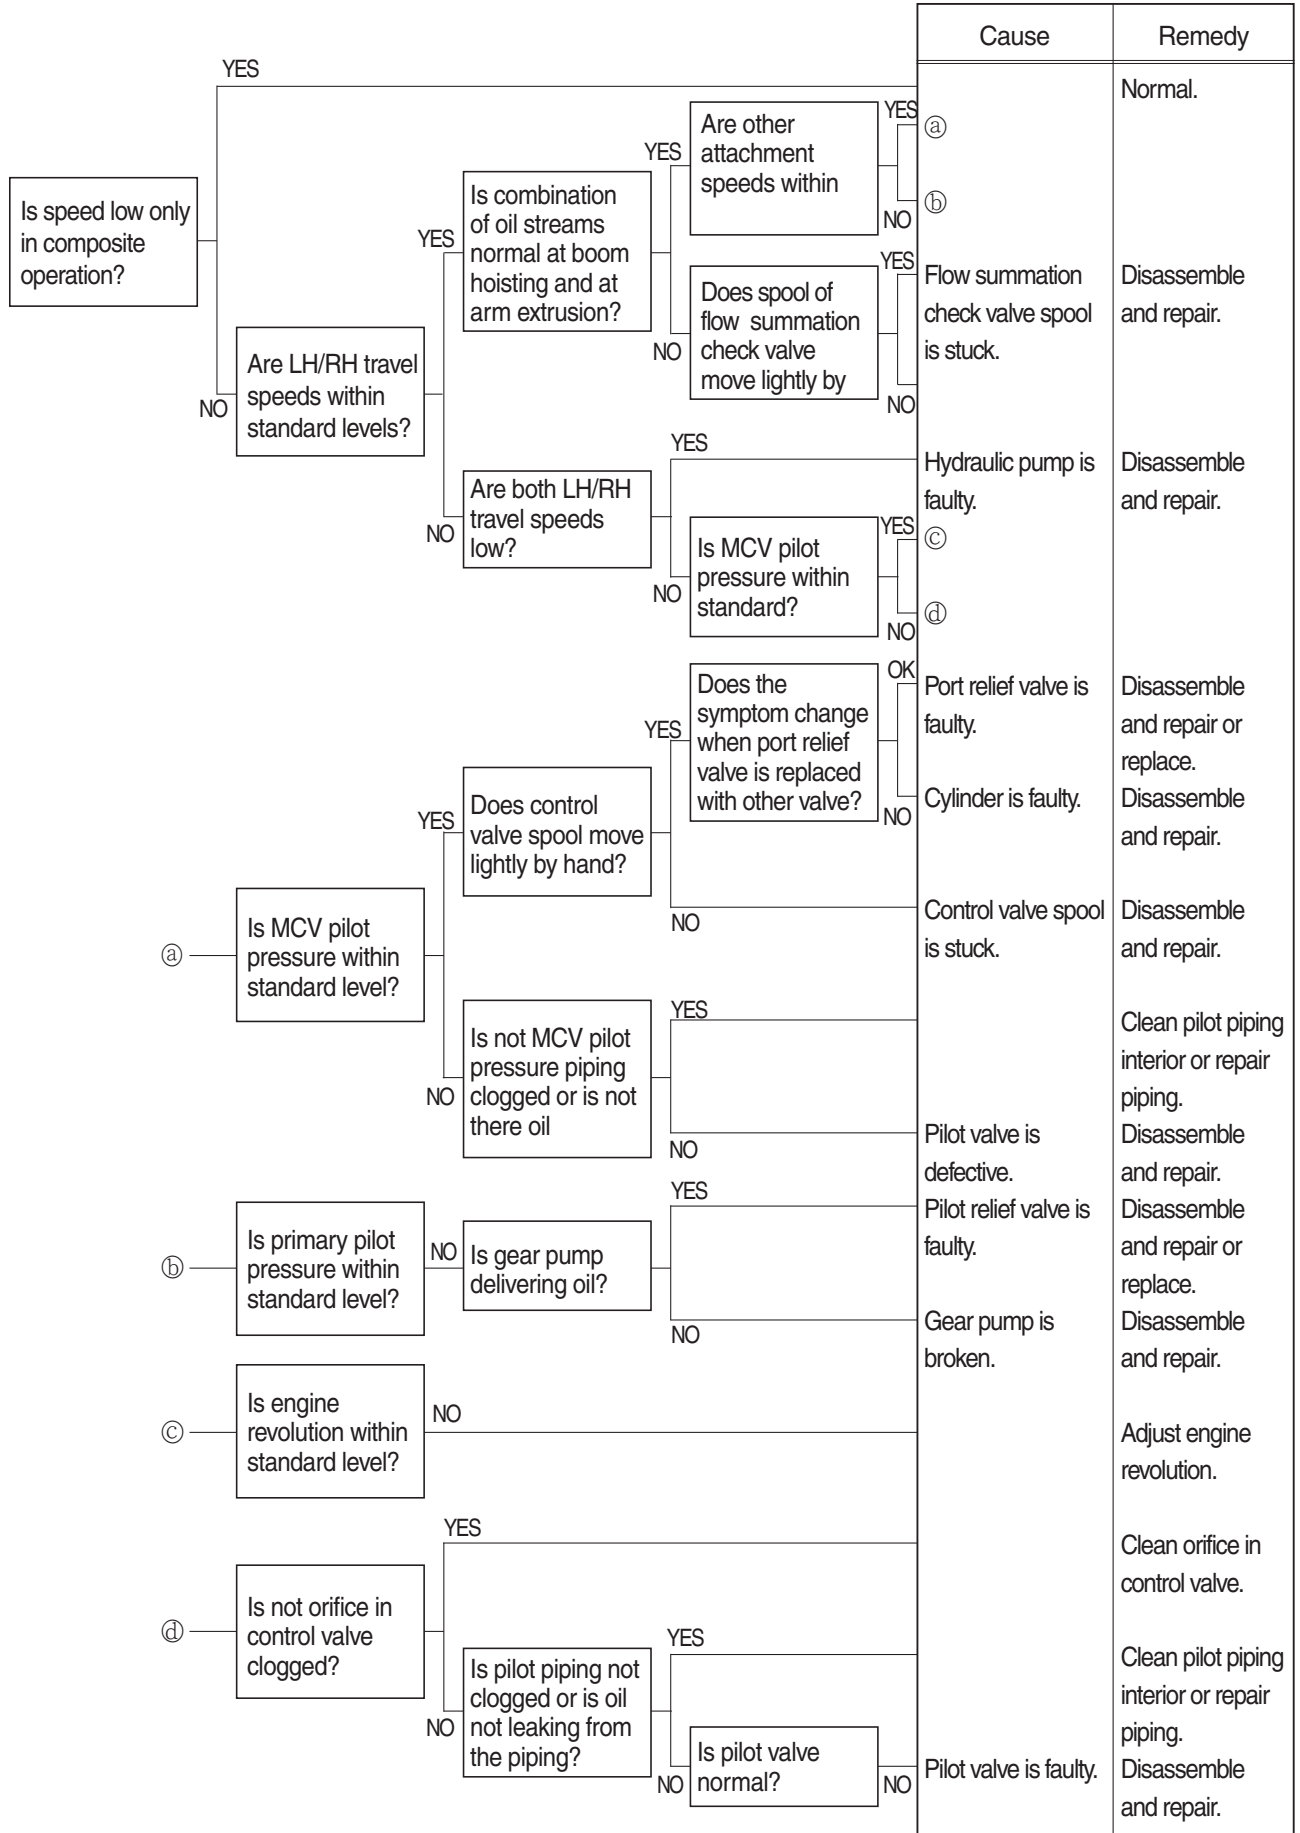 Cause
Remedy
YES
Normal.
Is speed low only
in composite
operation?
NO
Are LH/RH travel
speeds within
standard levels?
YES
Is combination
of oil streams
normal at boom
hoisting and at
arm extrusion?
YES
Are other
attachment
speeds within
YES
ⓐ
NO
ⓑ
NO
Does spool of
flow summation
check valve
move lightly by
YES
Flow summation
check valve spool
is stuck.
Disassemble
and repair.
NO
NO
Are both LH/RH
travel speeds
low?
YES
Hydraulic pump is
faulty.
Disassemble
and repair.
NO
Is MCV pilot
pressure within
standard?
YES
ⓒ
NO
ⓓ
ⓐ
Is MCV pilot
pressure within
standard level?
YES
Does control
valve spool move
lightly by hand?
YES
Does the
symptom change
when port relief
valve is replaced
with other valve?
OK
Port relief valve is
faulty.
Disassemble
and repair or
replace.
NO
Cylinder is faulty.
Disassemble
and repair.
NO
Control valve spool
is stuck.
Disassemble
and repair.
NO
Is not MCV pilot
pressure piping
clogged or is not
there oil
YES
Clean pilot piping
interior or repair
piping.
NO
Pilot valve is
defective.
Disassemble
and repair.
ⓑ
Is primary pilot
pressure within
standard level?
NO
Is gear pump
delivering oil?
YES
Pilot relief valve is
faulty.
Disassemble
and repair or
replace.
NO
Gear pump is
broken.
Disassemble
and repair.
ⓒ
Is engine
revolution within
standard level?
NO
Adjust engine
revolution.
ⓓ
Is not orifice in
control valve
clogged?
YES
Clean orifice in
control valve.
NO
Is pilot piping not
clogged or is oil
not leaking from
the piping?
YES
Clean pilot piping
interior or repair
piping.
NO
Is pilot valve
normal?
NO
Pilot valve is faulty.
Disassemble
and repair.